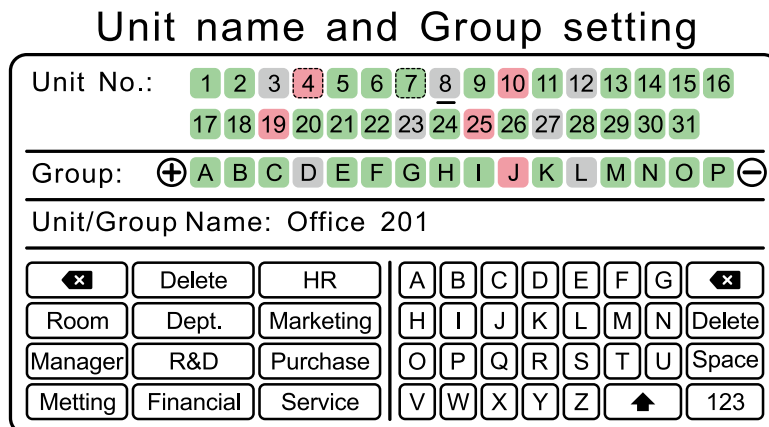 Unit name and Group setting
Unit No.: 1 2 3 4 5 6 7 8 9 10 11 12 13 14 15 16
17 18 19 20 21 22 23 24 25 26 27 28 29 30 31
Group: A B C D E F G H I J K L M N O P
Unit/Group Name: Office 201
Delete HR A B C D E F G
Room Dept. Marketing H I J K L M N Delete
Manager R&D Purchase O P Q R S T U Space
Metting Financial Service V W X Y Z 123